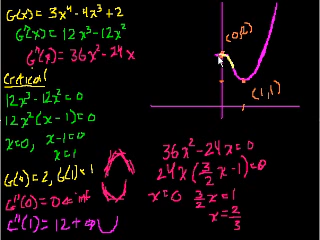 G(x) = 3x⁴ - 4x³ + 2
G'(x) = 12x³ - 12x²
G''(x) = 36x² - 24x
Critical
12x³ - 12x² = 0
12x²(x - 1) = 0
x = 0, x - 1 = 0
x = 1
G(0) = 2, G(1) = 1
G''(0) = 0 ← inf
G''(1) = 12 +
(0,2)
(1,1)
36x² - 24x = 0
24x(3/2 x - 1) = 0
x = 0 3/2 x = 1
x = 2/3